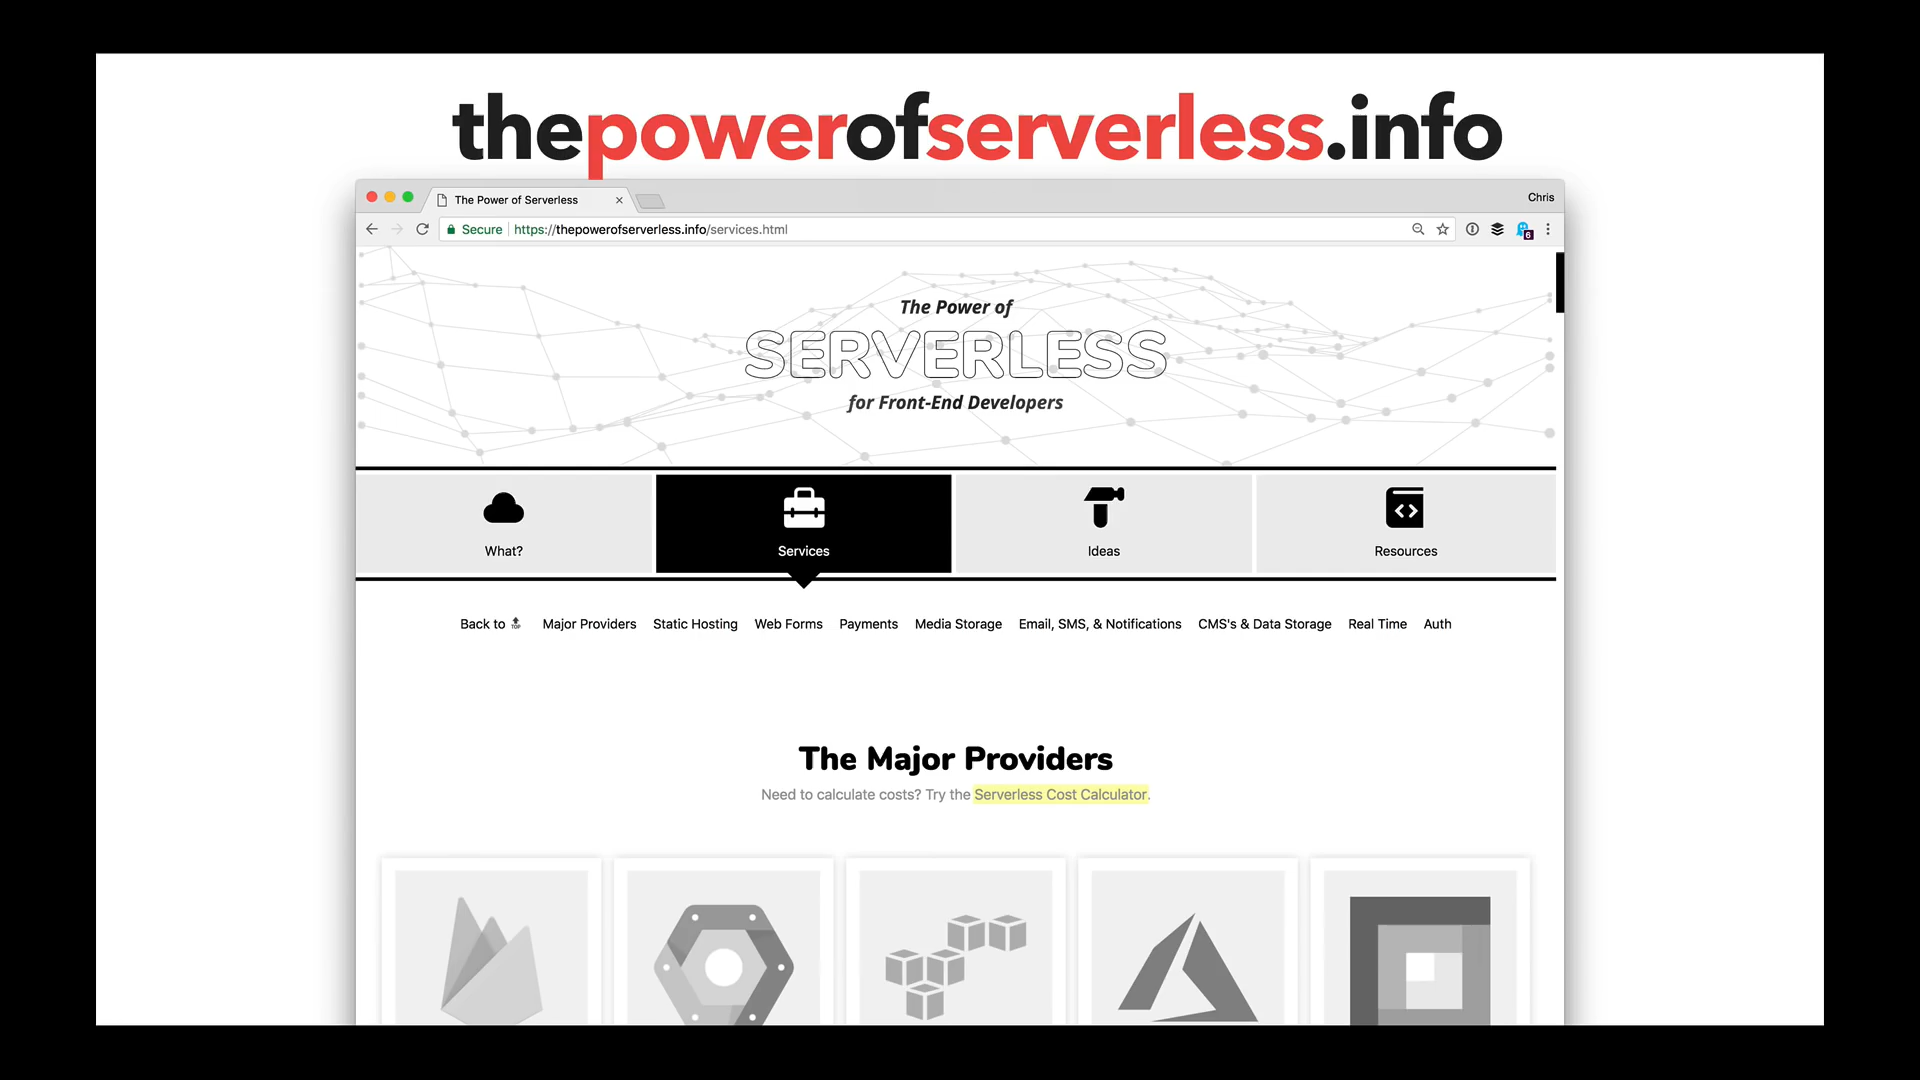 thepowerofserverless.info
The Power of Serverless
Chris
Secure https://thepowerofserverless.info/services.html
6
The Power of
SERVERLESS
for Front-End Developers
What? Services Ideas Resources
Back to TOP Major Providers Static Hosting Web Forms Payments Media Storage Email, SMS, & Notifications CMS's & Data Storage Real Time Auth
The Major Providers
Need to calculate costs? Try the Serverless Cost Calculator.